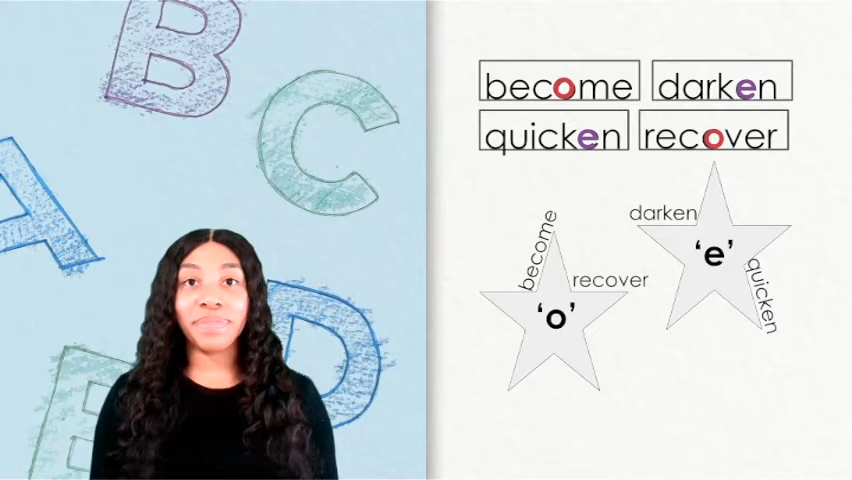 B
C
A
D
E
become darken
quicken recover
darken
become
recover
‘e’
quicken
‘o’